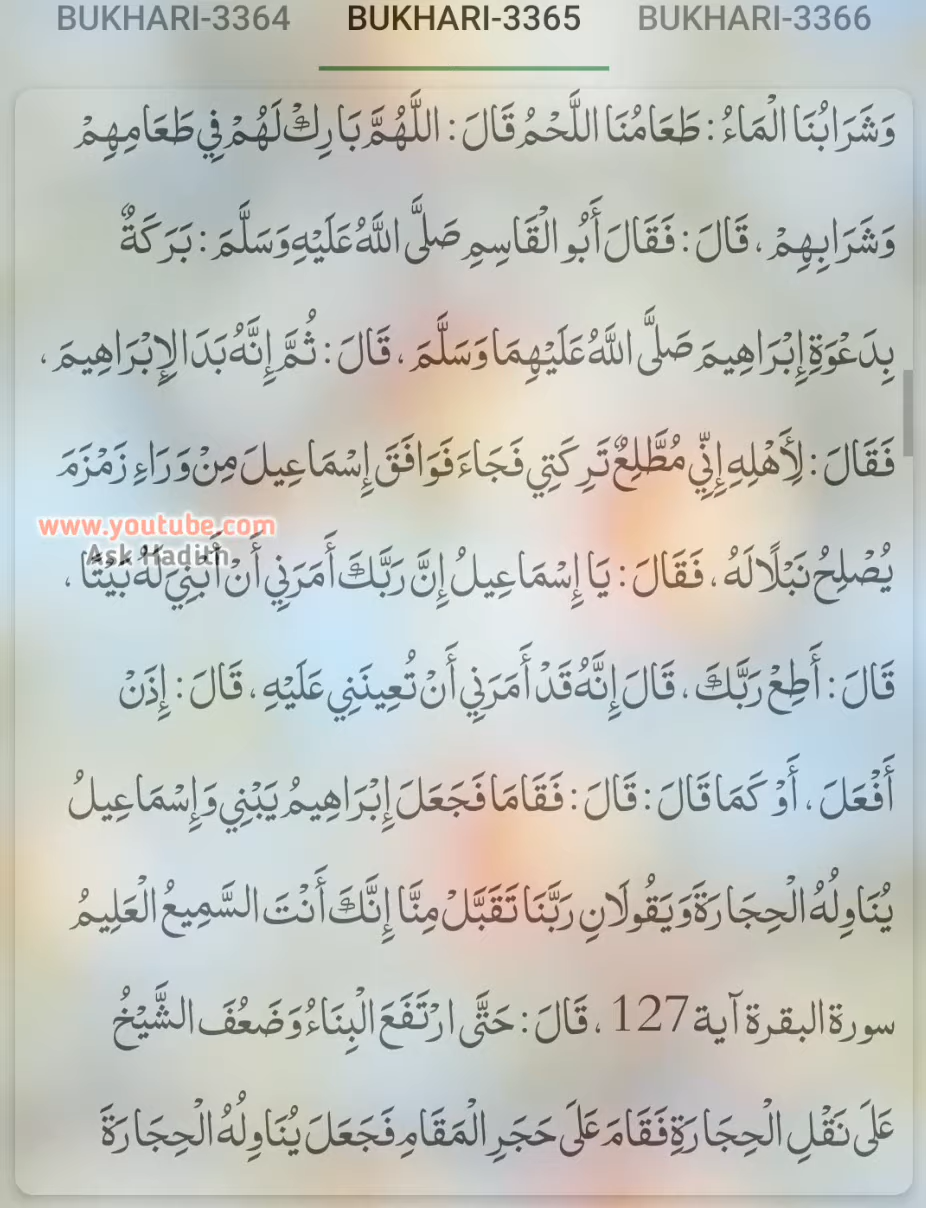 BUKHARI-3364 BUKHARI-3365 BUKHARI-3366
وَشَرَابُنَا الْمَاءُ : طَعَامُنَا اللَّحْمُ قَالَ : اللَّهُمَّ بَارِكْ لَهُمْ فِي طَعَامِهِمْ
وَشَرَابِهِمْ ، قَالَ : فَقَالَ أَبُو الْقَاسِمِ صَلَّى اللَّهُ عَلَيْهِ وَسَلَّمَ : بَرَكَةٌ
بِدَعْوَةِ إِبْرَاهِيمَ صَلَّى اللَّهُ عَلَيْهِمَا وَسَلَّمَ ، قَالَ : ثُمَّ إِنَّهُ بَدَا لِإِبْرَاهِيمَ ،
فَقَالَ : لِأَهْلِهِ إِنِّي مُطَّلِعٌ تَرِكَتِي فَجَاءَ فَوَافَقَ إِسْمَاعِيلَ مِنْ وَرَاءِ زَمْزَمَ
www.youtube.com
Ask Hadith
يُصْلِحُ نَبْلًا لَهُ ، فَقَالَ : يَا إِسْمَاعِيلُ إِنَّ رَبَّكَ أَمَرَنِي أَنْ أَبْنِيَ لَهُ بَيْتًا ،
قَالَ : أَطِعْ رَبَّكَ ، قَالَ إِنَّهُ قَدْ أَمَرَنِي أَنْ تُعِينَنِي عَلَيْهِ ، قَالَ : إِذَنْ
أَفْعَلَ ، أَوْ كَمَا قَالَ : قَالَ : فَقَامَا فَجَعَلَ إِبْرَاهِيمُ يَبْنِي وَإِسْمَاعِيلُ
يُنَاوِلُهُ الْحِجَارَةَ وَيَقُولَانِ رَبَّنَا تَقَبَّلْ مِنَّا إِنَّكَ أَنْتَ السَّمِيعُ الْعَلِيمُ
سورة البقرة آية 127 ، قَالَ : حَتَّى ارْتَفَعَ الْبِنَاءُ وَضَعُفَ الشَّيْخُ
عَلَى نَقْلِ الْحِجَارَةِ فَقَامَ عَلَى حَجَرِ الْمَقَامِ فَجَعَلَ يُنَاوِلُهُ الْحِجَارَةَ